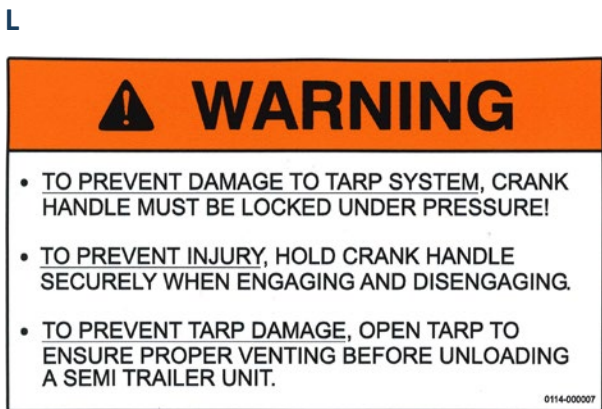 L
WARNING
• TO PREVENT DAMAGE TO TARP SYSTEM, CRANK
HANDLE MUST BE LOCKED UNDER PRESSURE!
• TO PREVENT INJURY, HOLD CRANK HANDLE
SECURELY WHEN ENGAGING AND DISENGAGING.
• TO PREVENT TARP DAMAGE, OPEN TARP TO
ENSURE PROPER VENTING BEFORE UNLOADING
A SEMI TRAILER UNIT.
0114-000007